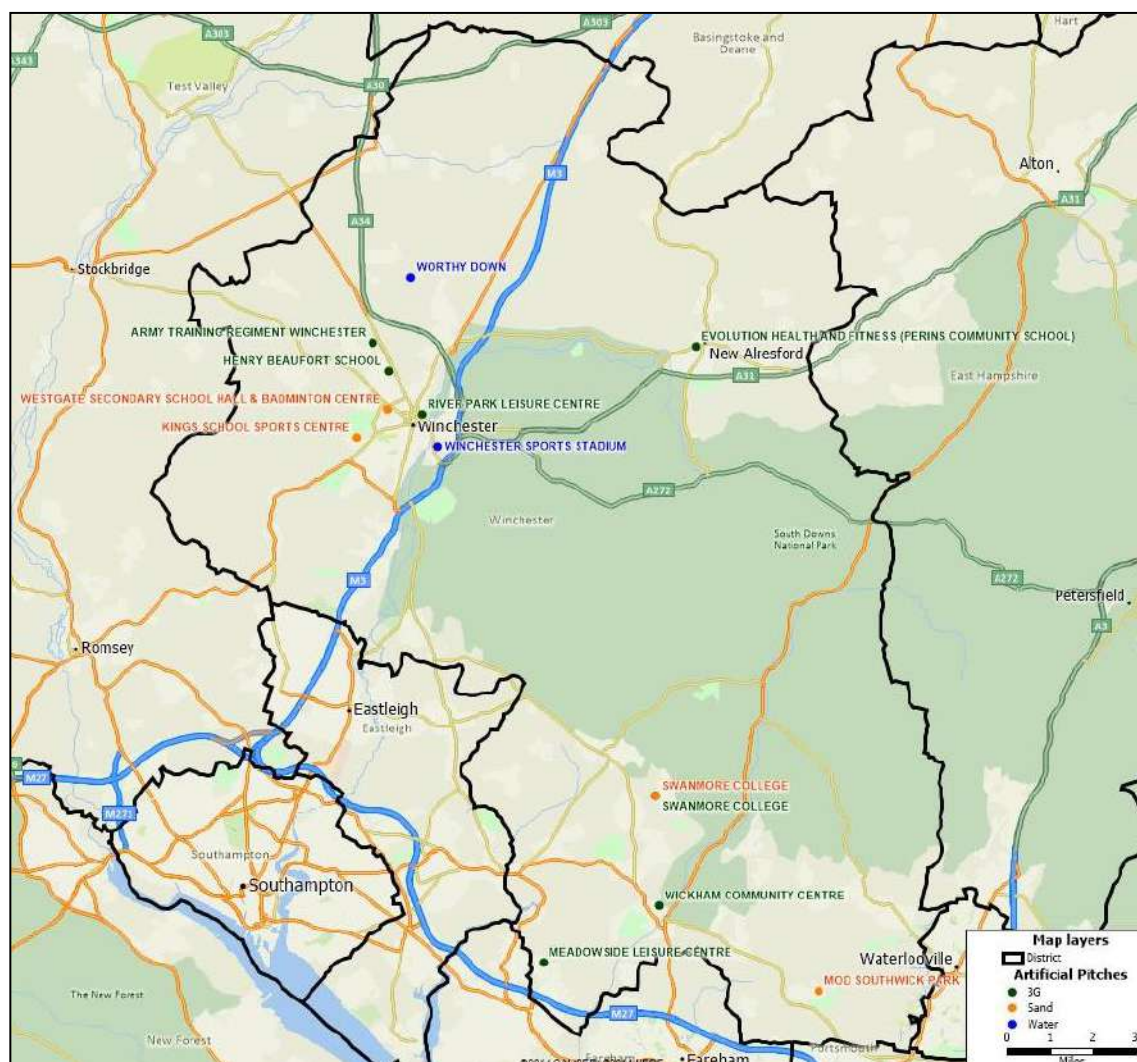 A303
A303
A343
Test Valley
A30
Basingstoke and
Deane
Hart
Alton
A31
M3
A34
Stockbridge
WORTHY DOWN
ARMY TRAINING REGIMENT WINCHESTER
HENRY BEAUFORT SCHOOL
EVOLUTION HEALTH AND FITNESS (PERINS COMMUNITY SCHOOL)
New Alresford
A31
East Hampshire
WESTGATE SECONDARY SCHOOL HALL & BADMINTON CENTRE
RIVER PARK LEISURE CENTRE
Winchester
KINGS SCHOOL SPORTS CENTRE
WINCHESTER SPORTS STADIUM
A272
Winchester
South Downs
National Park
M3
A272
Petersfield
A3
Romsey
Eastleigh
Eastleigh
M27
M271
SWANMORE COLLEGE
SWANMORE COLLEGE
Southampton
Southampton
WICKHAM COMMUNITY CENTRE
MEADOWSIDE LEISURE CENTRE
Waterlooville
MOD SOUTHWICK PARK
The New Forest
New Forest
M27
Fareham
Fareham
Portsmouth
Map layers
District
Artificial Pitches
3G
Sand
Water
0 1 2 3
Miles